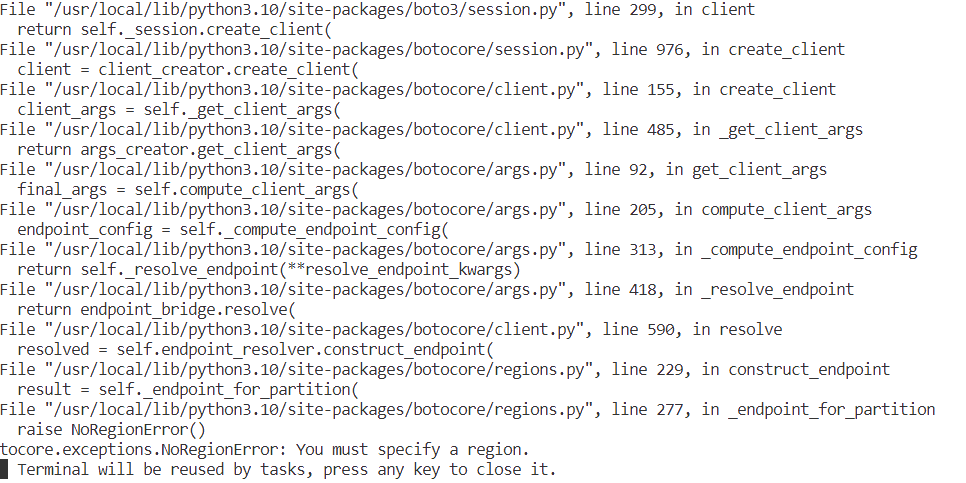 File "/usr/local/lib/python3.10/site-packages/boto3/session.py", line 299, in client
return self._session.create_client(
File "/usr/local/lib/python3.10/site-packages/botocore/session.py", line 976, in create_client
client = client_creator.create_client(
File "/usr/local/lib/python3.10/site-packages/botocore/client.py", line 155, in create_client
client_args = self._get_client_args(
File "/usr/local/lib/python3.10/site-packages/botocore/client.py", line 485, in _get_client_args
return args_creator.get_client_args(
File "/usr/local/lib/python3.10/site-packages/botocore/args.py", line 92, in get_client_args
final_args = self.compute_client_args(
File "/usr/local/lib/python3.10/site-packages/botocore/args.py", line 205, in compute_client_args
endpoint_config = self._compute_endpoint_config(
File "/usr/local/lib/python3.10/site-packages/botocore/args.py", line 313, in _compute_endpoint_config
return self._resolve_endpoint(**resolve_endpoint_kwargs)
File "/usr/local/lib/python3.10/site-packages/botocore/args.py", line 418, in _resolve_endpoint
return endpoint_bridge.resolve(
File "/usr/local/lib/python3.10/site-packages/botocore/client.py", line 590, in resolve
resolved = self.endpoint_resolver.construct_endpoint(
File "/usr/local/lib/python3.10/site-packages/botocore/regions.py", line 229, in construct_endpoint
result = self._endpoint_for_partition(
File "/usr/local/lib/python3.10/site-packages/botocore/regions.py", line 277, in _endpoint_for_partition
raise NoRegionError()
tocore.exceptions.NoRegionError: You must specify a region.
Terminal will be reused by tasks, press any key to close it.